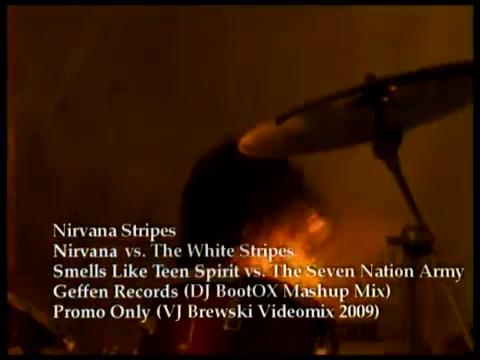 Nirvana Stripes
Nirvana vs. The White Stripes
Smells Like Teen Spirit vs. The Seven Nation Army
Geffen Records (DJ BootOX Mashup Mix)
Promo Only (VJ Brewski Videomix 2009)